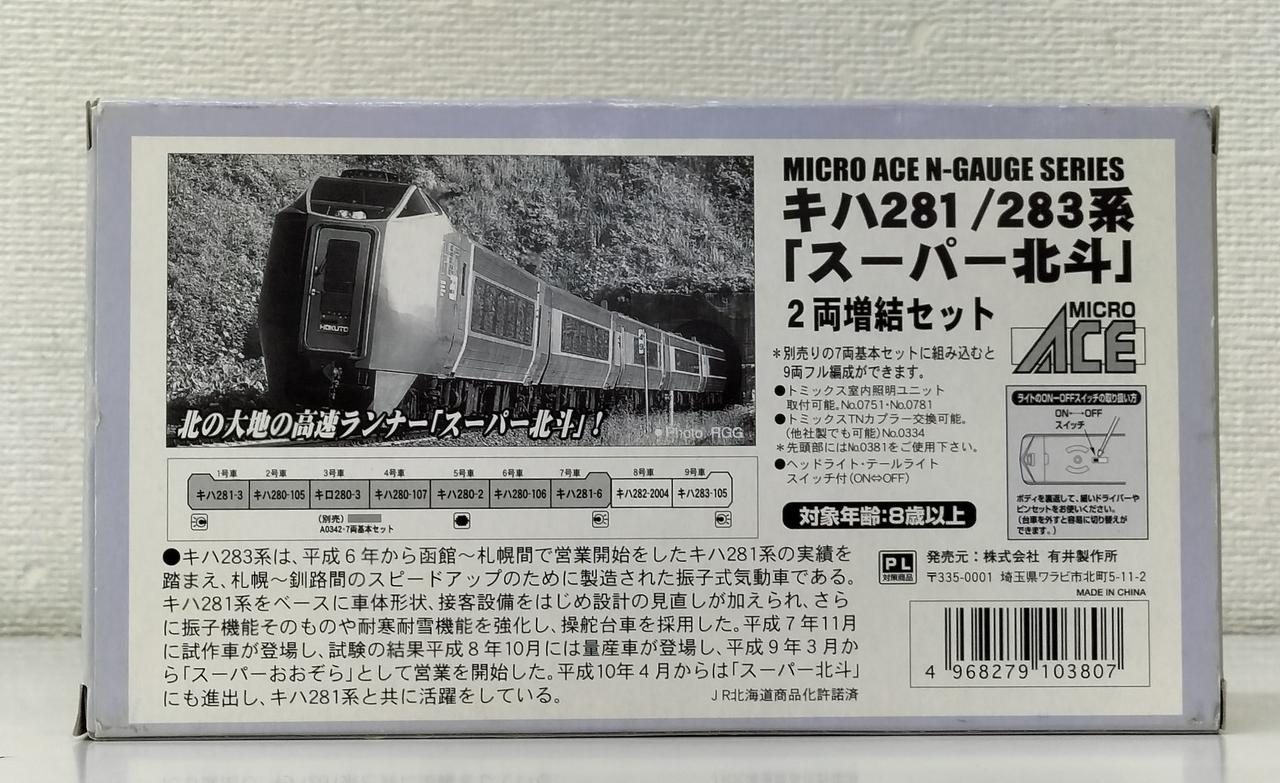 MICRO ACE N-GAUGE SERIES
キハ281/283系
「スーパー北斗」
2両増結セット
MICRO
ACE
＊別売りの7両基本セットに組み込むと
9両フル編成ができます。
●トミックス室内照明ユニット
取付可能。No.0751・No.0781
●トミックスTNカプラー交換可能。
（他社製でも可能）No.0334
＊先頭部にはNo.0381をご使用下さい。
●ヘッドライト・テールライト
スイッチ付（ON⇔OFF）
対象年齢:8歳以上
ライトのON－OFFスイッチの取り扱い方
ON←→OFF
スイッチ
ボディを裏返して、細いドライバーや
ピンセットをお使いください。
（台車を外すと容易に切り替えが
できます。）
HOKUTO
北の大地の高速ランナー「スーパー北斗」！
● Photo. RGG
1号車 2号車 3号車 4号車 5号車 6号車 7号車 8号車 9号車
キハ281-3 キハ280-105 キロ280-3 キハ280-107 キハ280-2 キハ280-106 キハ281-6 キハ282-2004 キハ283-105
（別売）
A0342・7両基本セット
●キハ283系は、平成6年から函館～札幌間で営業開始をしたキハ281系の実績を
踏まえ、札幌～釧路間のスピードアップのために製造された振子式気動車である。
キハ281系をベースに車体形状、接客設備をはじめ設計の見直しが加えられ、さら
に振子機能そのものや耐寒耐雪機能を強化し、操舵台車を採用した。平成7年11月
に試作車が登場し、試験の結果平成8年10月には量産車が登場し、平成9年3月か
ら「スーパーおおぞら」として営業を開始した。平成10年4月からは「スーパー北斗」
にも進出し、キハ281系と共に活躍をしている。
JR北海道商品化許諾済
PL
対策商品
発売元：株式会社 有井製作所
〒335-0001 埼玉県ワラビ市北町5-11-2
MADE IN CHINA
4 968279 103807